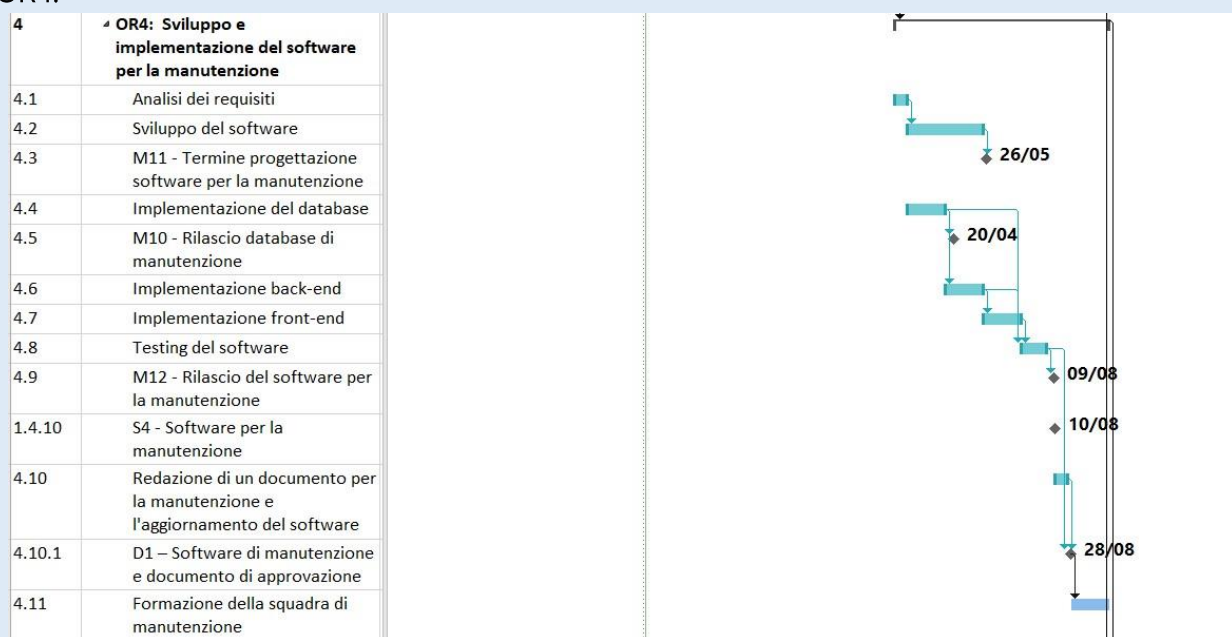 4 OR4: Sviluppo e
implementazione del software
per la manutenzione
4.1 Analisi dei requisiti
4.2 Sviluppo del software
4.3 M11 - Termine progettazione
software per la manutenzione
26/05
4.4 Implementazione del database
4.5 M10 - Rilascio database di
manutenzione
20/04
4.6 Implementazione back-end
4.7 Implementazione front-end
4.8 Testing del software
4.9 M12 - Rilascio del software per
la manutenzione
09/08
1.4.10 S4 - Software per la
manutenzione
10/08
4.10 Redazione di un documento per
la manutenzione e
l'aggiornamento del software
4.10.1 D1 – Software di manutenzione
e documento di approvazione
28/08
4.11 Formazione della squadra di
manutenzione